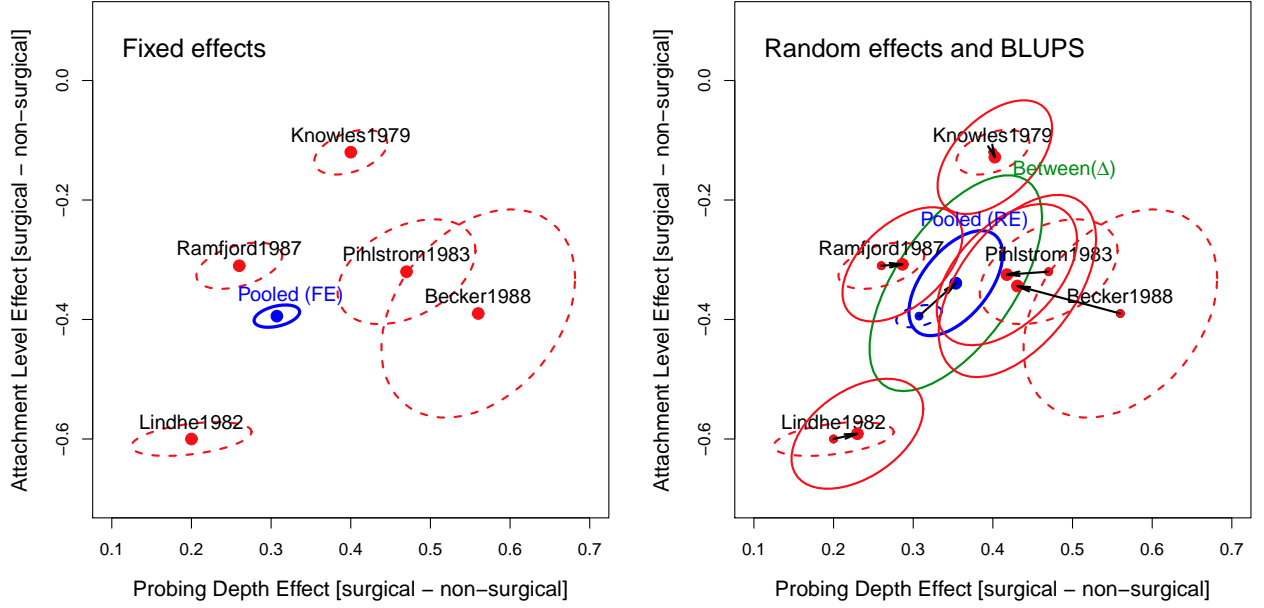 Fixed effects
Knowles1979
Ramfjord1987
Pihlstrom1983
Pooled (FE)
Becker1988
Lindhe1982
0.0
−0.2
−0.4
−0.6
Attachment Level Effect [surgical − non−surgical]
0.1 0.2 0.3 0.4 0.5 0.6 0.7
Probing Depth Effect [surgical − non−surgical]
Random effects and BLUPS
Knowles1979
Between(Δ)
Pooled (RE)
Ramfjord1987
Pihlstrom1983
Becker1988
Lindhe1982
0.0
−0.2
−0.4
−0.6
Attachment Level Effect [surgical − non−surgical]
0.1 0.2 0.3 0.4 0.5 0.6 0.7
Probing Depth Effect [surgical − non−surgical]